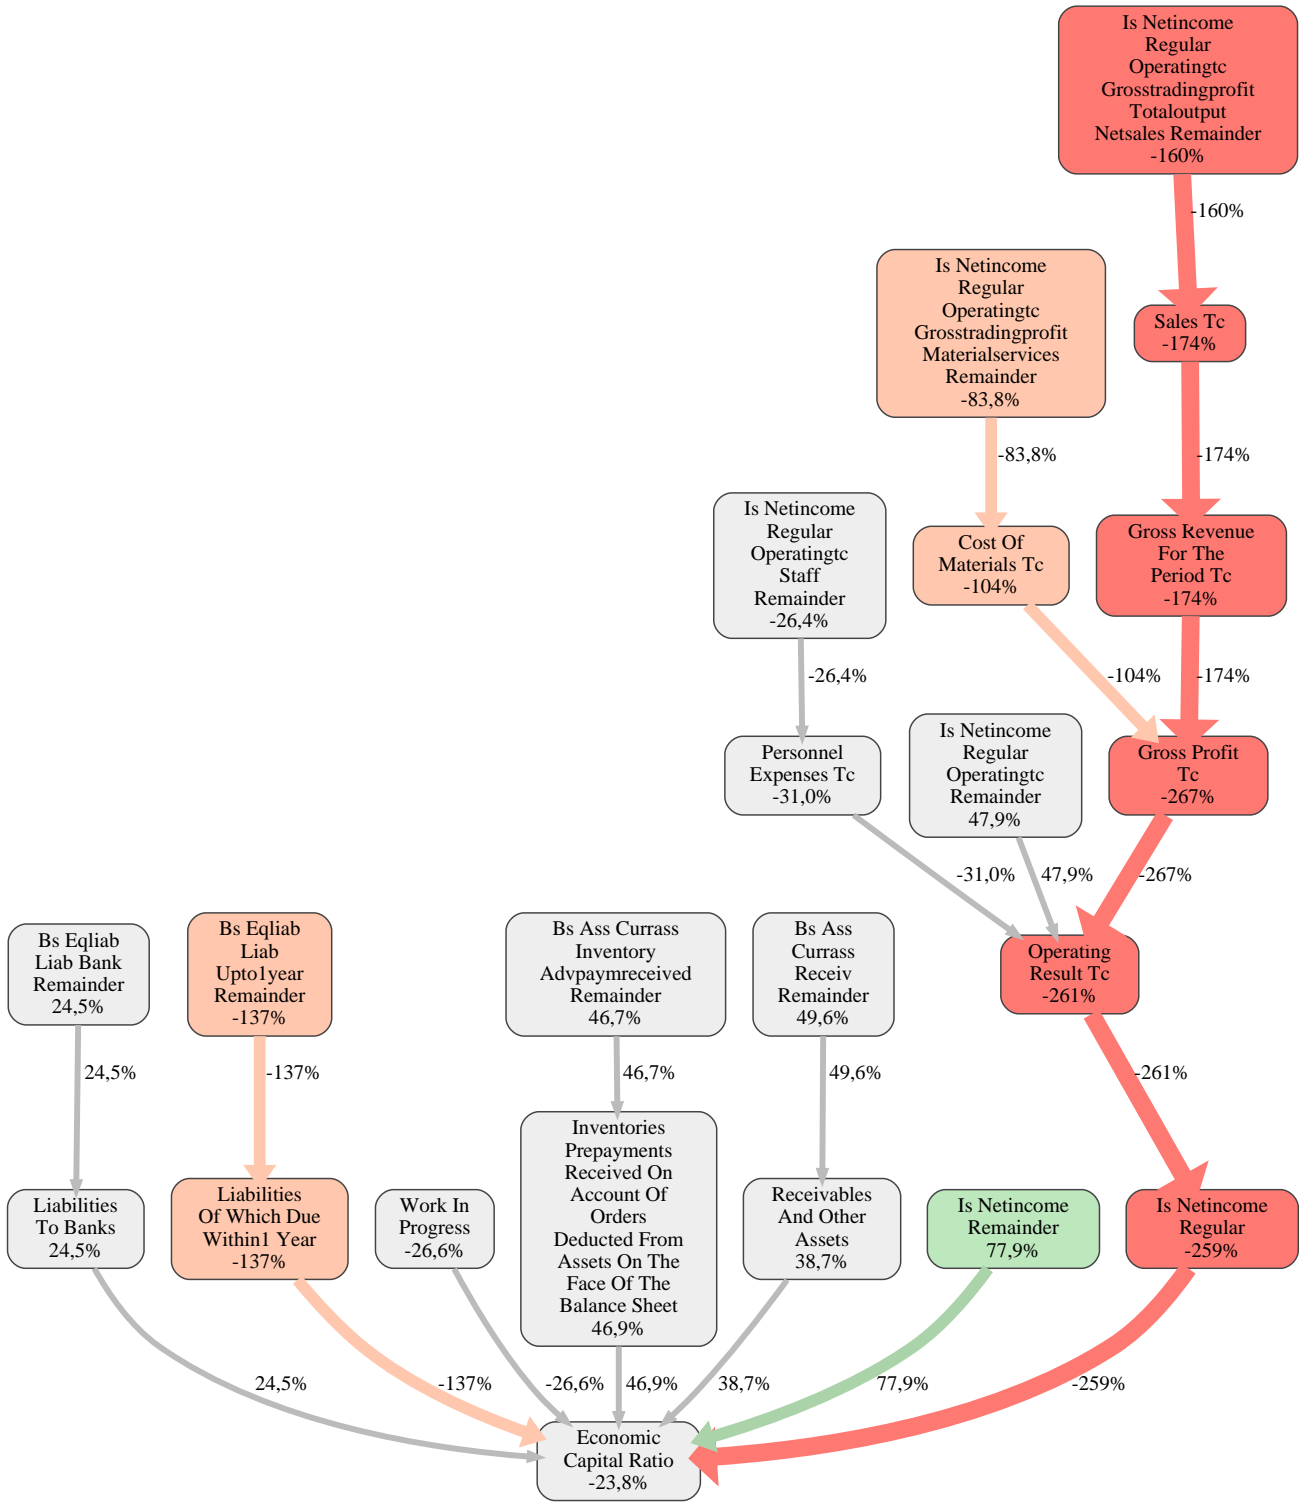 Is Netincome
Regular
Operatingtc
Grosstradingprofit
Totaloutput
Netsales Remainder
-160%
-160%
Is Netincome
Regular
Operatingtc
Grosstradingprofit
Materialservices
Remainder
-83,8%
Sales Tc
-174%
-83,8%
-174%
Is Netincome
Regular
Operatingtc
Staff
Remainder
-26,4%
Cost Of
Materials Tc
-104%
Gross Revenue
For The
Period Tc
-174%
-26,4%
-104%
-174%
Personnel
Expenses Tc
-31,0%
Is Netincome
Regular
Operatingtc
Remainder
47,9%
Gross Profit
Tc
-267%
-31,0%
47,9%
-267%
Bs Eqliab
Liab Bank
Remainder
24,5%
Bs Eqliab
Liab
Upto1year
Remainder
-137%
Bs Ass Currass
Inventory
Advpaymreceived
Remainder
46,7%
Bs Ass
Currass
Receiv
Remainder
49,6%
Operating
Result Tc
-261%
24,5%
-137%
46,7%
49,6%
-261%
Liabilities
To Banks
24,5%
Liabilities
Of Which Due
Within1 Year
-137%
Work In
Progress
-26,6%
Inventories
Prepayments
Received On
Account Of
Orders
Deducted From
Assets On The
Face Of The
Balance Sheet
46,9%
Receivables
And Other
Assets
38,7%
Is Netincome
Remainder
77,9%
Is Netincome
Regular
-259%
24,5%
-137%
-26,6%
46,9%
38,7%
77,9%
-259%
Economic
Capital Ratio
-23,8%